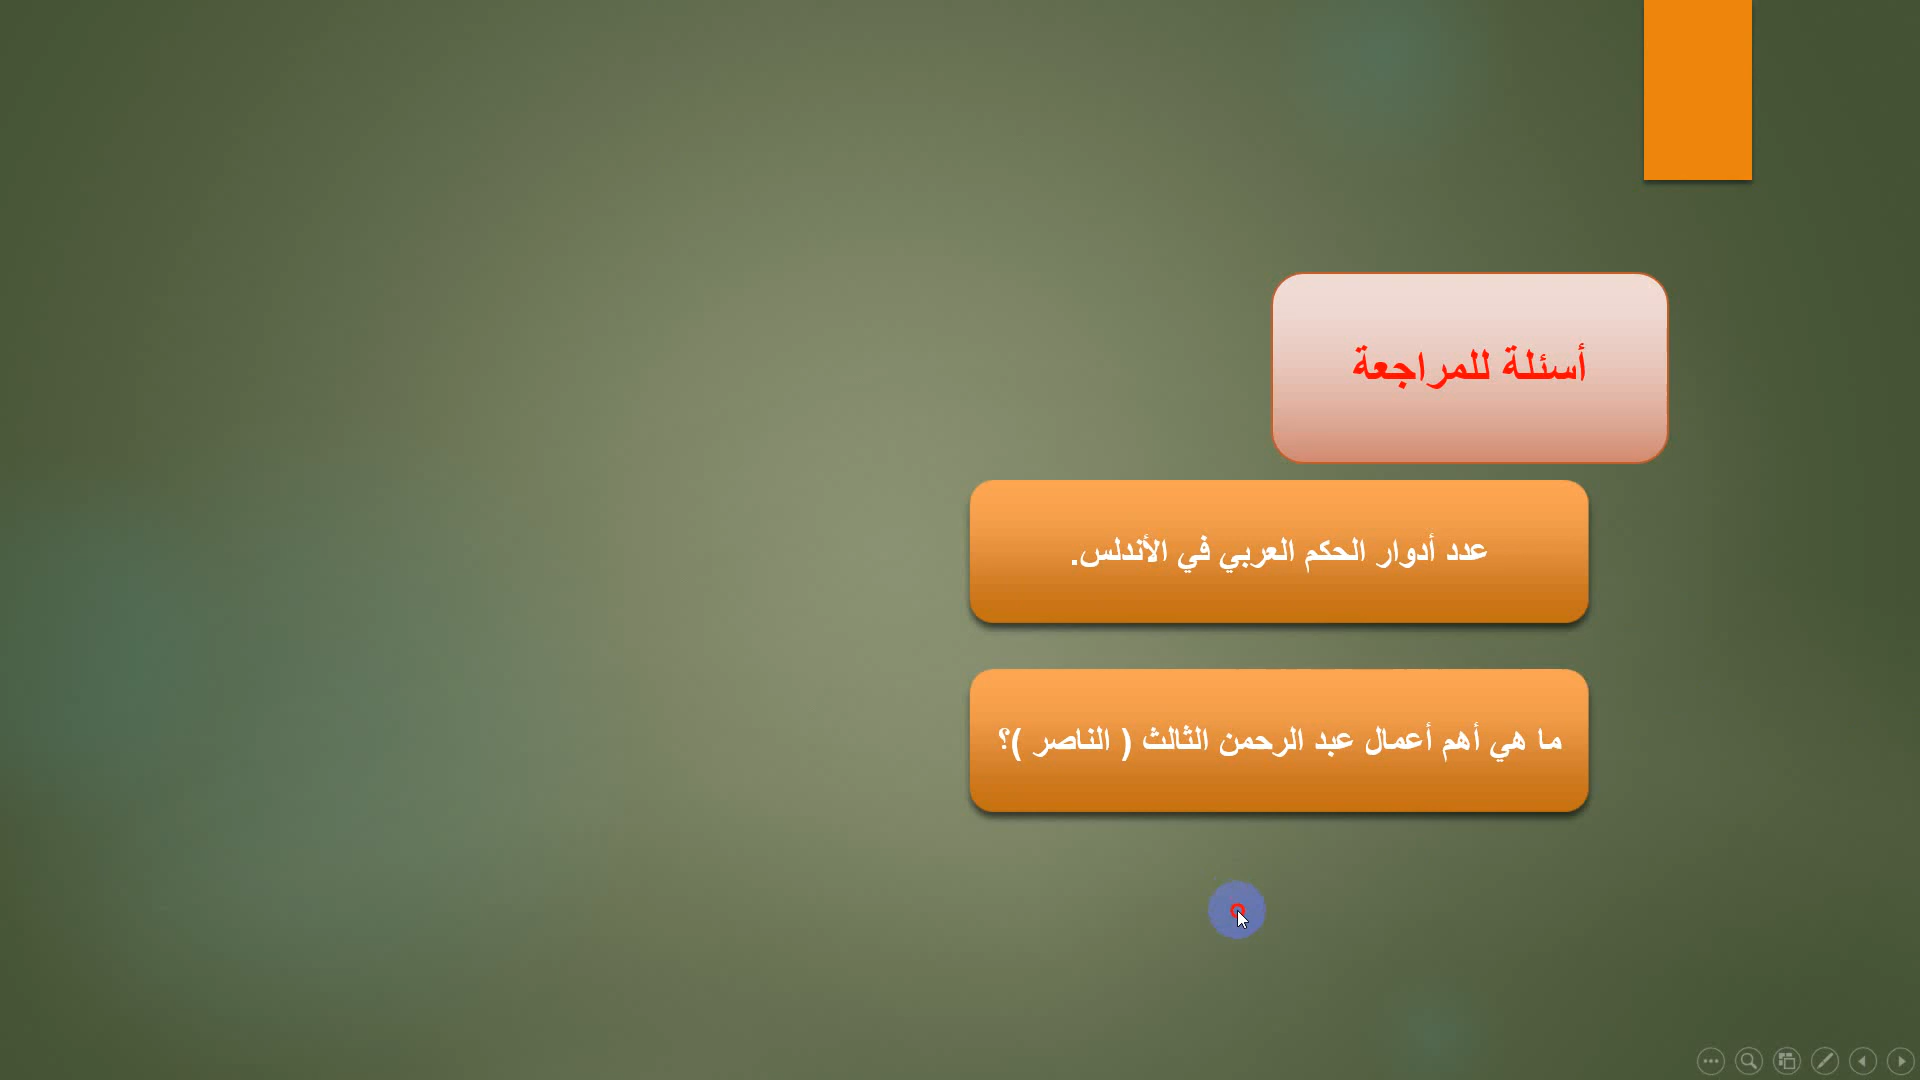 أسئلة للمراجعة
عدد أدوار الحكم العربي في الأندلس.
ما هي أهم أعمال عبد الرحمن الثالث ( الناصر )؟